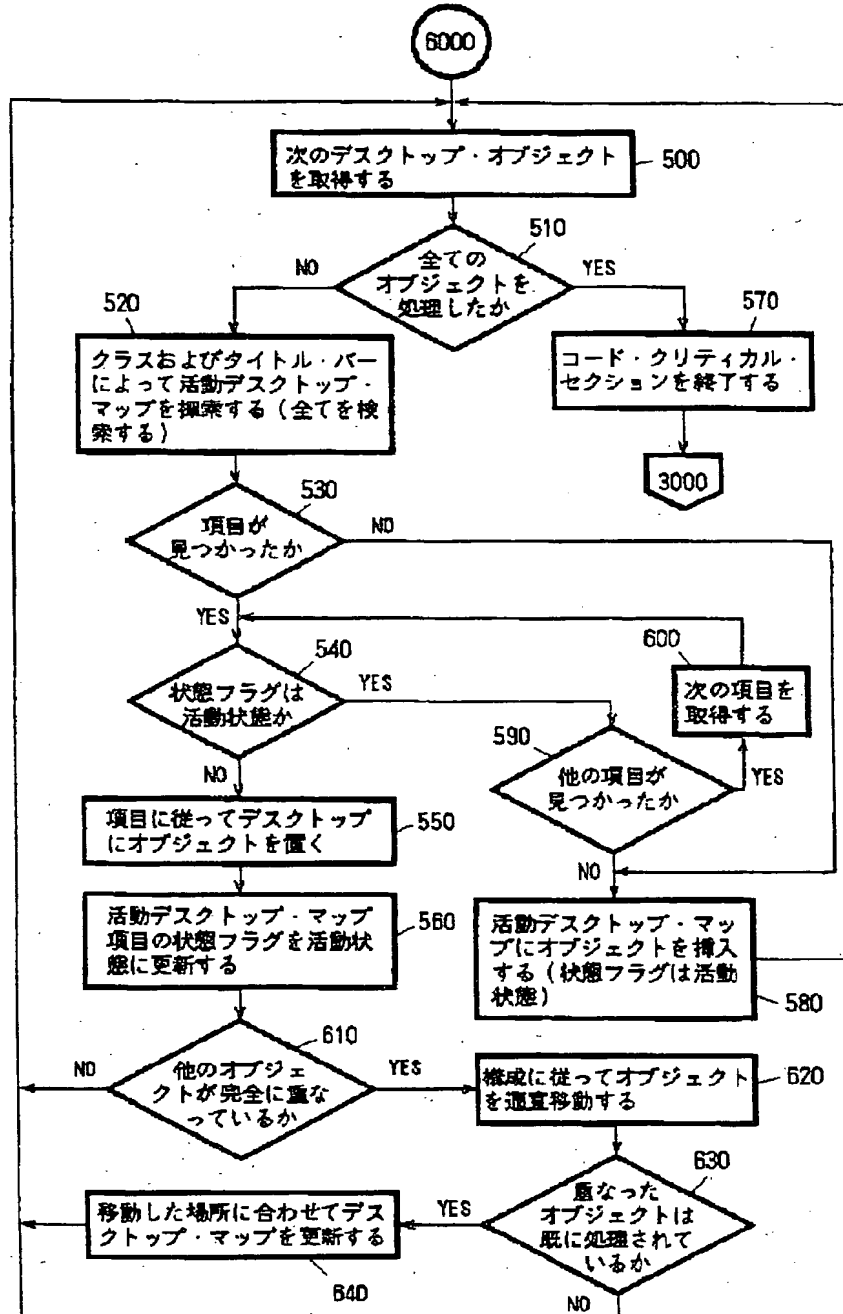 6000
次のデスクトップ・オブジェクト
を取得する
500
510
全ての
オブジェクトを
処理したか
NO
YES
520
クラスおよびタイトル・バー
によって活動デスクトップ・
マップを探索する（全てを検
索する）
570
コード・クリティカル・
セクションを終了する
3000
530
項目が
見つかったか
NO
YES
540
状態フラグは
活動状態か
YES
NO
600
次の項目を
取得する
590
他の項目が
見つかったか
YES
NO
項目に従ってデスクトップ
にオブジェクトを置く
550
活動デスクトップ・マップ
項目の状態フラグを活動状
態に更新する
560
活動デスクトップ・マッ
プにオブジェクトを挿入
する（状態フラグは活動
状態）
580
610
他のオブジェ
クトが完全に重な
っているか
NO
YES
構成に従ってオブジェクト
を適宜移動する
620
630
重なった
オブジェクトは
既に処理されて
いるか
YES
NO
移動した場所に合わせてデス
クトップ・マップを更新する
640